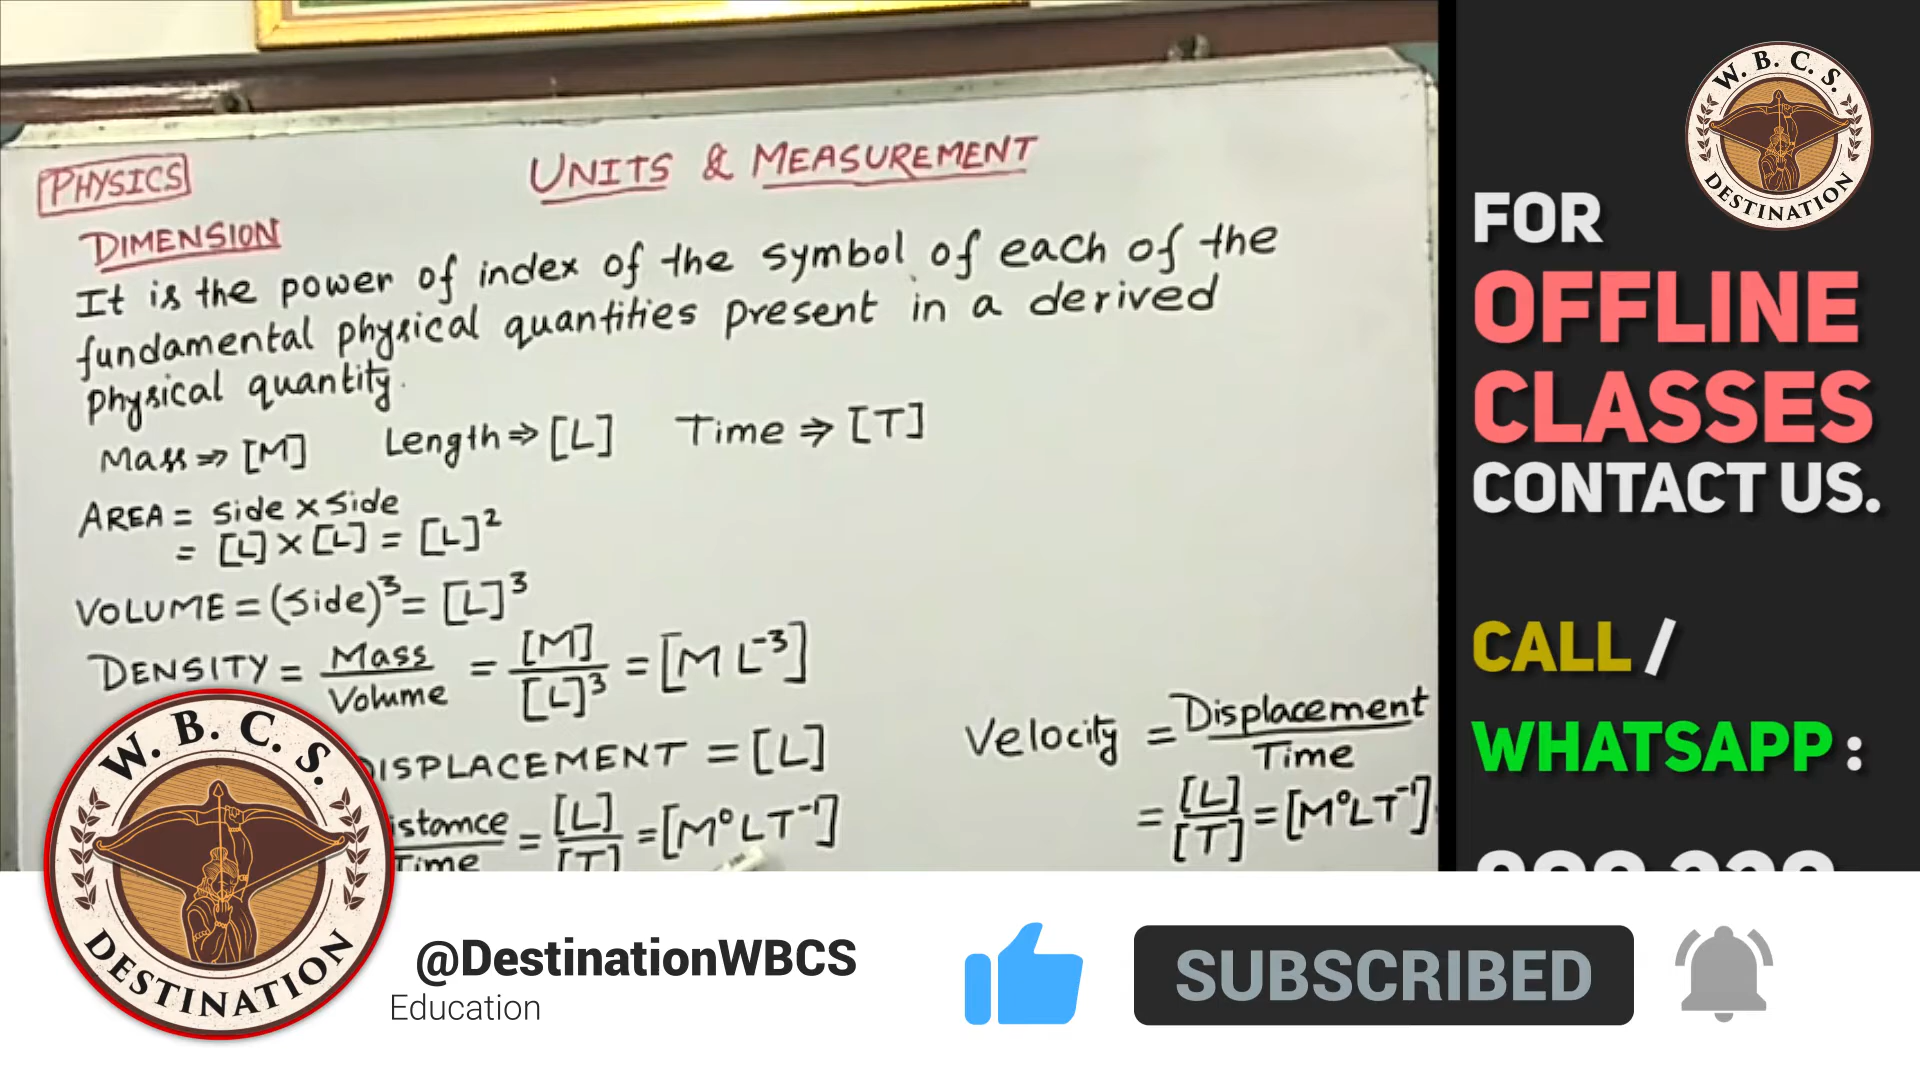 PHYSICS
UNITS & MEASUREMENT
DIMENSION
It is the power of index of the symbol of each of the
fundamental physical quantities present in a derived
physical quantity.
Mass ⇒ [M] Length ⇒ [L] Time ⇒ [T]
AREA = Side × Side
= [L] × [L] = [L]²
VOLUME = (Side)³ = [L]³
DENSITY = Mass / Volume = [M] / [L]³ = [M L⁻³]
DISPLACEMENT = [L]
istance / Time = [L] / [T] = [M⁰LT⁻¹]
Velocity = Displacement / Time
= [L] / [T] = [M⁰LT⁻¹]
W. B. C. S.
DESTINATION
FOR
OFFLINE
CLASSES
CONTACT US.
CALL /
WHATSAPP :
W. B. C. S.
DESTINATION
@DestinationWBCS
Education
SUBSCRIBED